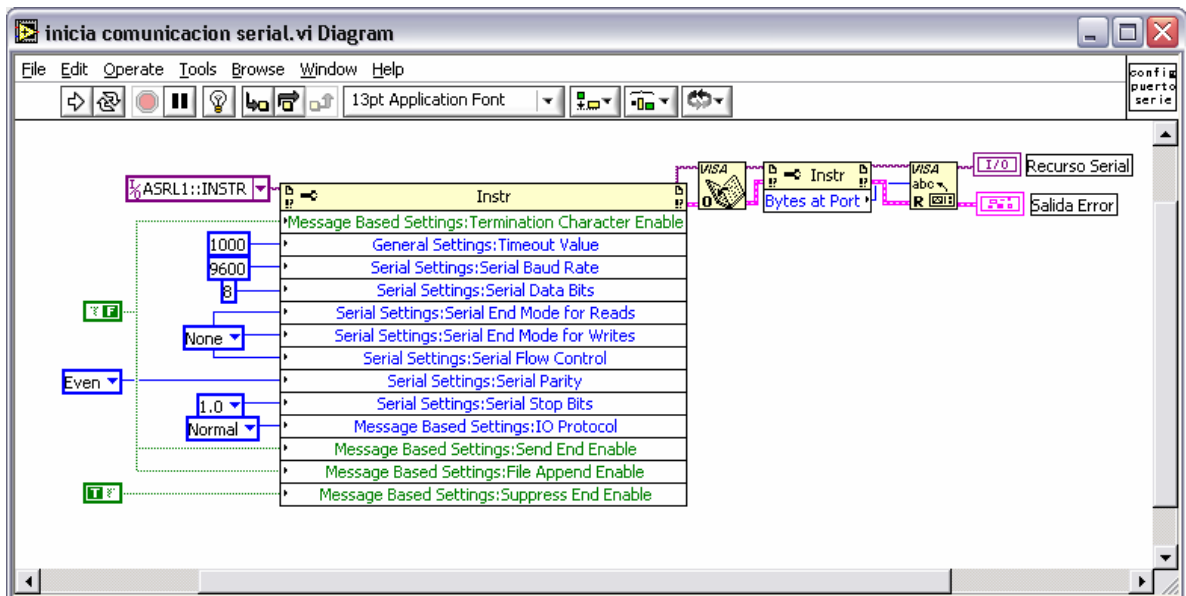 inicia comunicacion serial.vi Diagram
File Edit Operate Tools Browse Window Help
config
puerto
serie
13pt Application Font
ASRL1::INSTR
Instr
Message Based Settings:Termination Character Enable
1000
General Settings:Timeout Value
9600
Serial Settings:Serial Baud Rate
8
Serial Settings:Serial Data Bits
F
Serial Settings:Serial End Mode for Reads
None
Serial Settings:Serial End Mode for Writes
Serial Settings:Serial Flow Control
Even
Serial Settings:Serial Parity
1.0
Serial Settings:Serial Stop Bits
Normal
Message Based Settings:IO Protocol
Message Based Settings:Send End Enable
Message Based Settings:File Append Enable
T
Message Based Settings:Suppress End Enable
VISA
O
Instr
Bytes at Port
VISA
abc
R
I/O
Recurso Serial
Salida Error